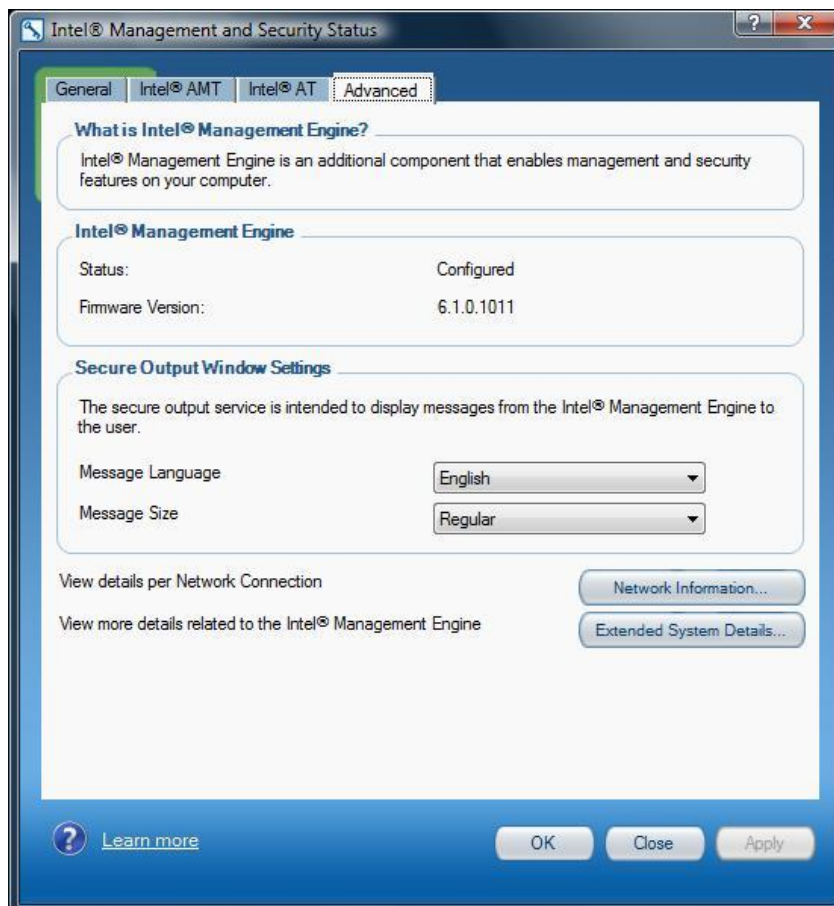 Intel® Management and Security Status
General
Intel® AMT
Intel® AT
Advanced
What is Intel® Management Engine?
Intel® Management Engine is an additional component that enables management and security
features on your computer.
Intel® Management Engine
Status:
Configured
Firmware Version:
6.1.0.1011
Secure Output Window Settings
The secure output service is intended to display messages from the Intel® Management Engine to
the user.
Message Language
English
Message Size
Regular
View details per Network Connection
Network Information...
View more details related to the Intel® Management Engine
Extended System Details...
? Learn more
OK
Close
Apply